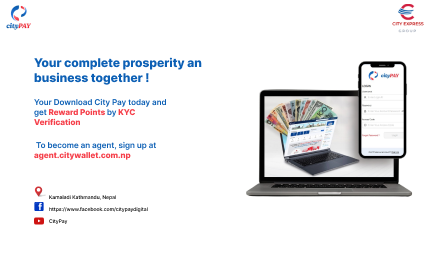 cityPAY
CITY EXPRESS
GROUP
Your complete prosperity an
business together !
Your Download City Pay today and
get Reward Points by KYC
Verification
To become an agent, sign up at
agent.citywallet.com.np
Kamaladi Kathmandu, Nepal
https://www.facebook.com/citypaydigital
CityPay
cityPAY
LOGIN